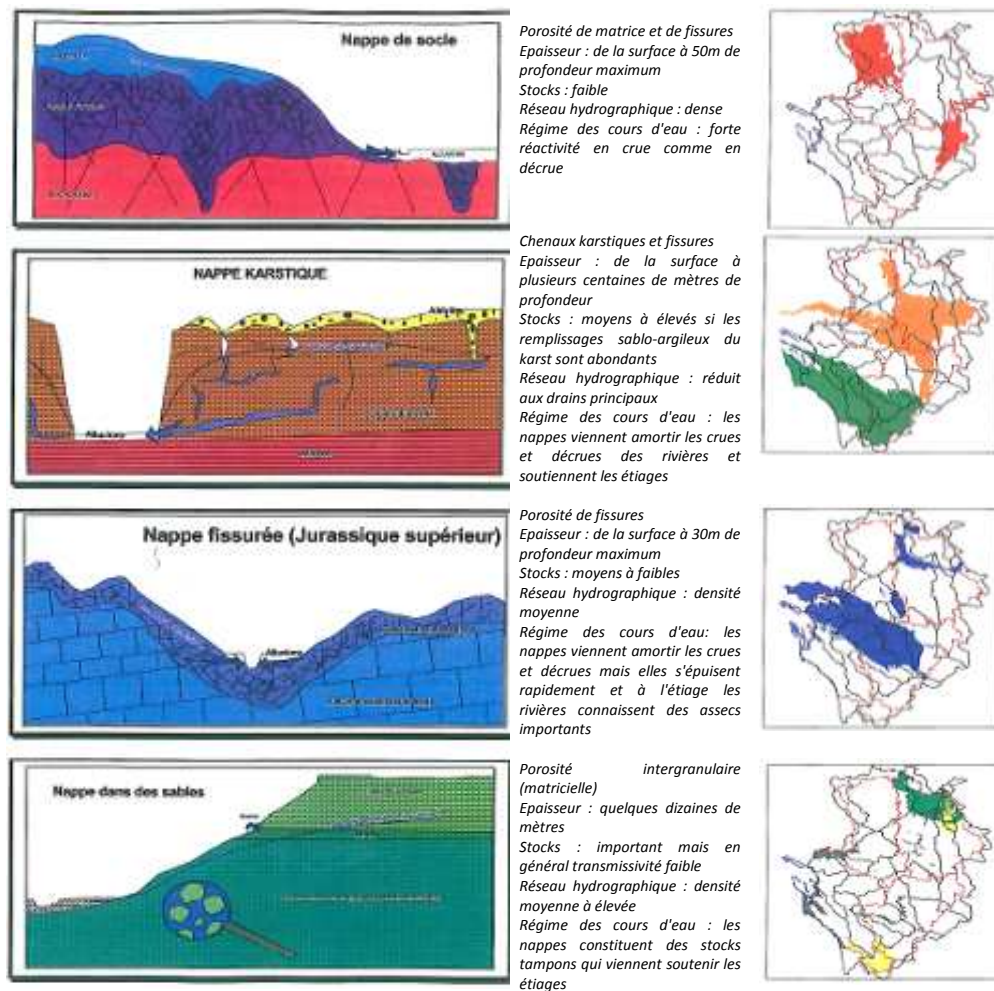 Nappe de socle
Porosité de matrice et de fissures
Epaisseur : de la surface à 50m de
profondeur maximum
Stocks : faible
Réseau hydrographique : dense
Régime des cours d'eau : forte
réactivité en crue comme en
décrue
NAPPE KARSTIQUE
Chenaux karstiques et fissures
Epaisseur : de la surface à
plusieurs centaines de mètres de
profondeur
Stocks : moyens à élevés si les
remplissages sablo-argileux du
karst sont abondants
Réseau hydrographique : réduit
aux drains principaux
Régime des cours d'eau : les
nappes viennent amortir les crues
et décrues des rivières et
soutiennent les étiages
Nappe fissurée (Jurassique supérieur)
Porosité de fissures
Epaisseur : de la surface à 30m de
profondeur maximum
Stocks : moyens à faibles
Réseau hydrographique : densité
moyenne
Régime des cours d'eau: les
nappes viennent amortir les crues
et décrues mais elles s'épuisent
rapidement et à l'étiage les
rivières connaissent des assecs
importants
Nappe dans des sables
Porosité intergranulaire
(matricielle)
Epaisseur : quelques dizaines de
mètres
Stocks : important mais en
général transmissivité faible
Réseau hydrographique : densité
moyenne à élevée
Régime des cours d'eau : les
nappes constituent des stocks
tampons qui viennent soutenir les
étiages